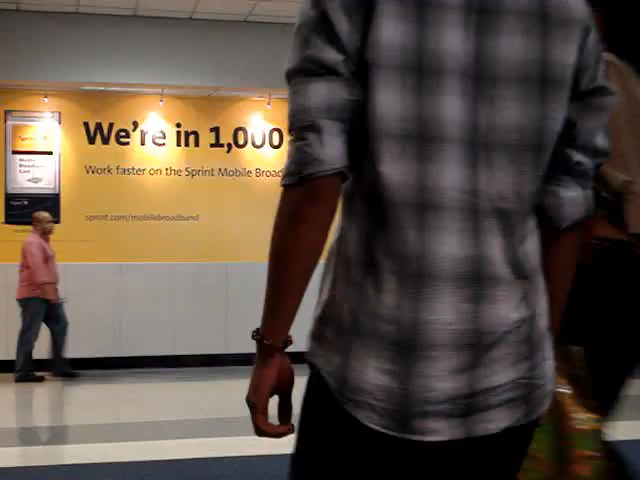 We're in 1,000
Work faster on the Sprint Mobile Broad
sprint.com/mobilebroadband